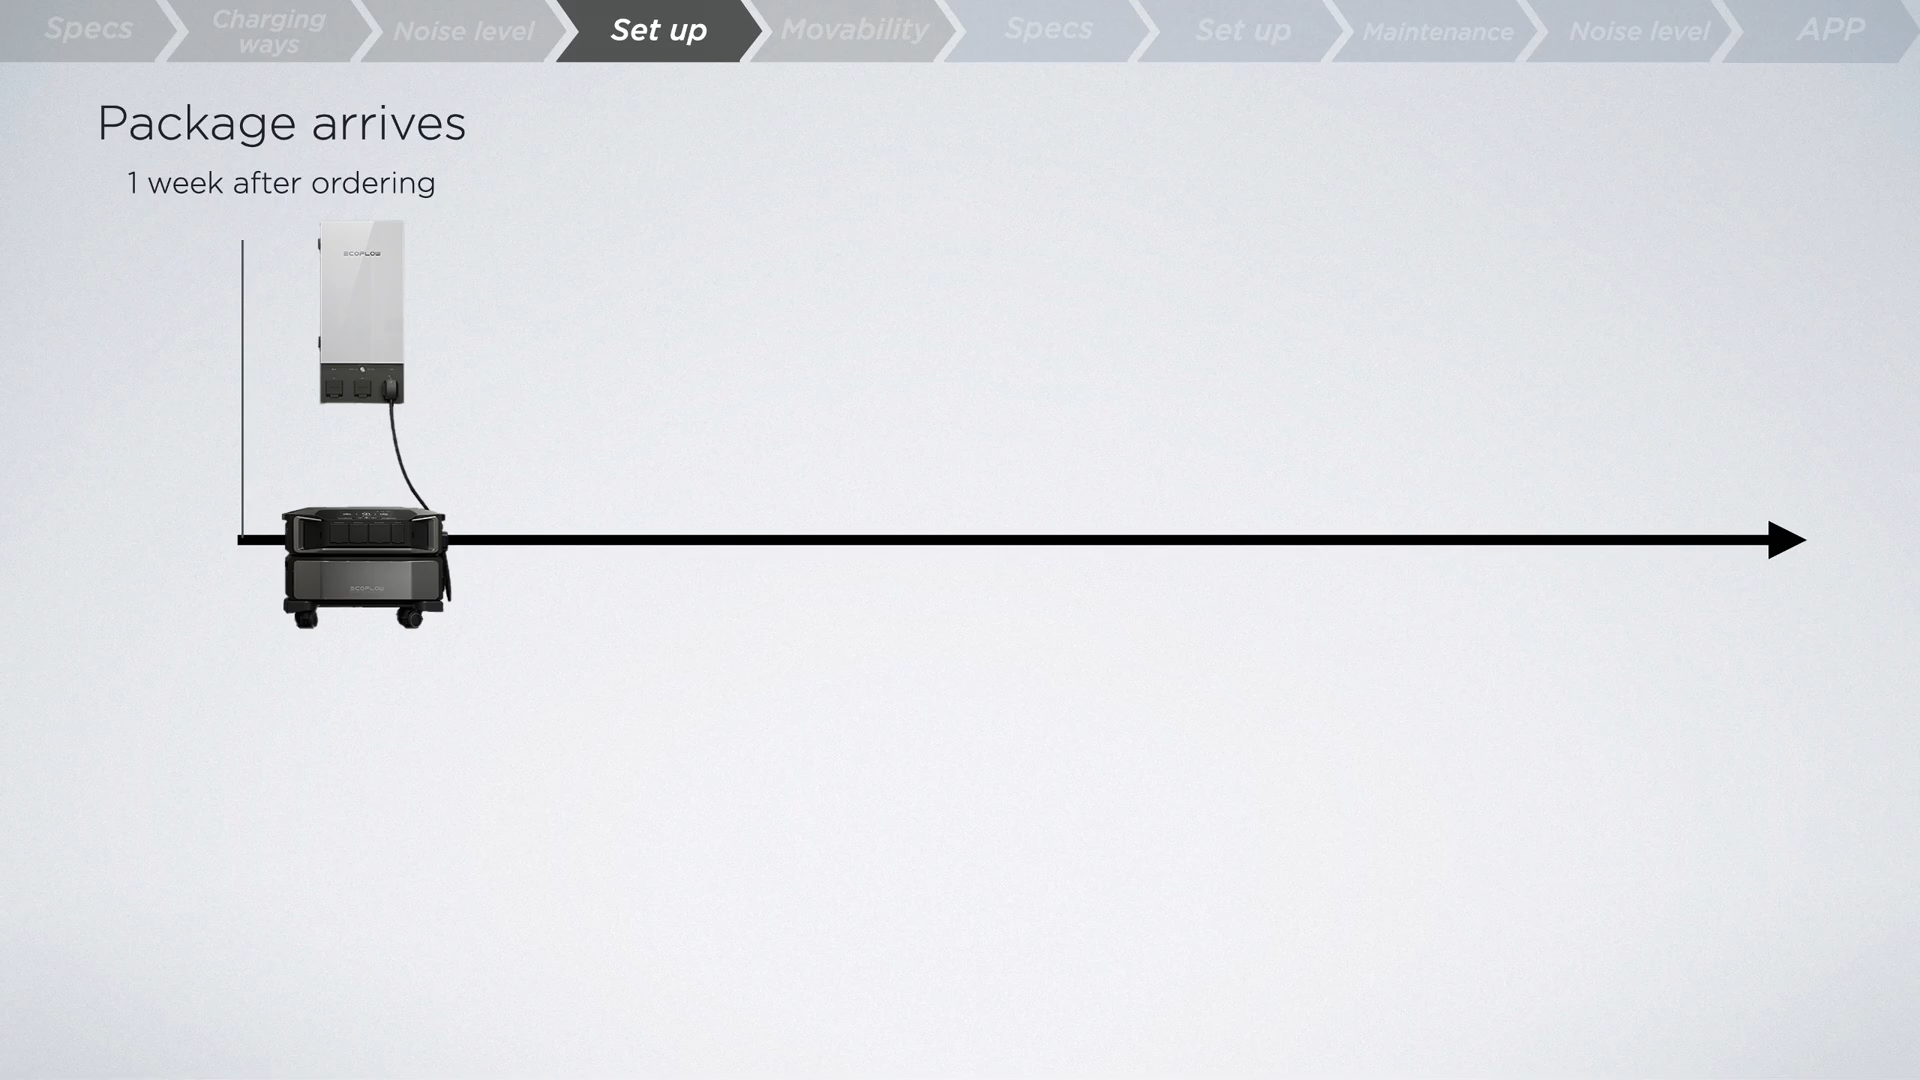 Specs
Charging
ways
Noise level
Set up
Movability
Specs
Set up
Maintenance
Noise level
APP
Package arrives
1 week after ordering
ECOFLOW
ECOFLOW